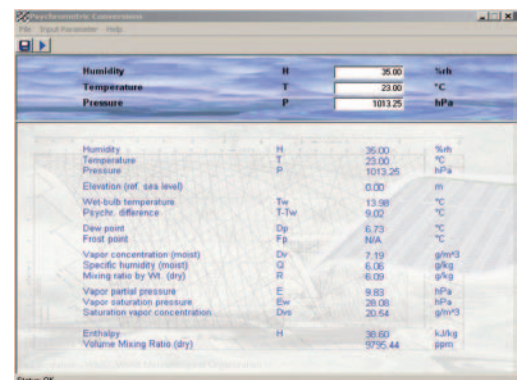 Psychrometric Conversions
File Input Parameter Help
Humidity H 35.00 %rh
Temperature T 23.00 °C
Pressure P 1013.25 hPa
Humidity H 35.00 %rh
Temperature T 23.00 °C
Pressure P 1013.25 hPa
Elevation (ref. sea level) 0.00 m
Wet-bulb temperature Tw 13.98 °C
Psychr. difference T-Tw 9.02 °C
Dew point Dp 6.73 °C
Frost point Fp N/A °C
Vapor concentration (moist) Dv 7.19 g/m^3
Specific humidity (moist) Q 6.06 g/kg
Mixing ratio by Wt. (dry) R 6.09 g/kg
Vapor partial pressure E 9.83 hPa
Vapor saturation pressure Ew 28.08 hPa
Saturation vapor concentration Dvs 20.54 g/m^3
Enthalpy H 38.60 kJ/kg
Volume Mixing Ratio (dry) 9795.44 ppm
Status: OK